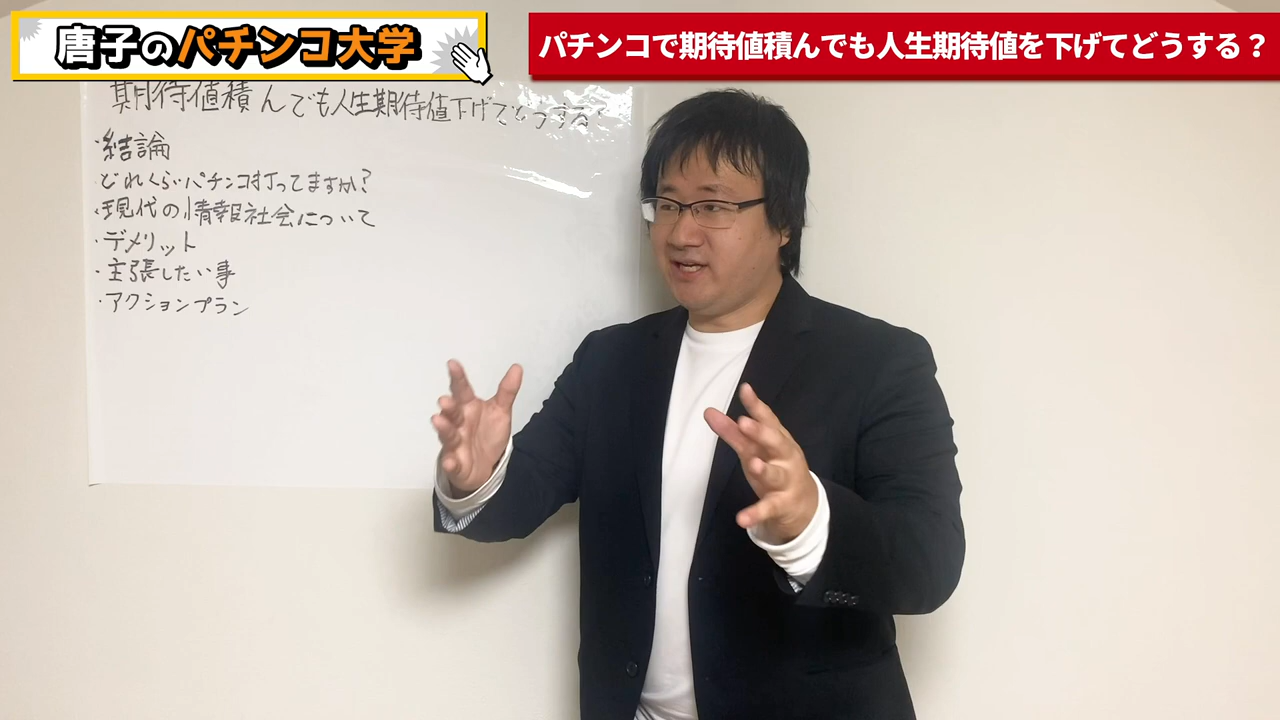 唐子のパチンコ大学
パチンコで期待値積んでも人生期待値を下げてどうする？
期待値積んでも人生期待値下げてどうする?
・結論
・どれくらいパチンコ打ってますか?
・現代の情報社会について
・デメリット
・主張したい事
・アクションプラン